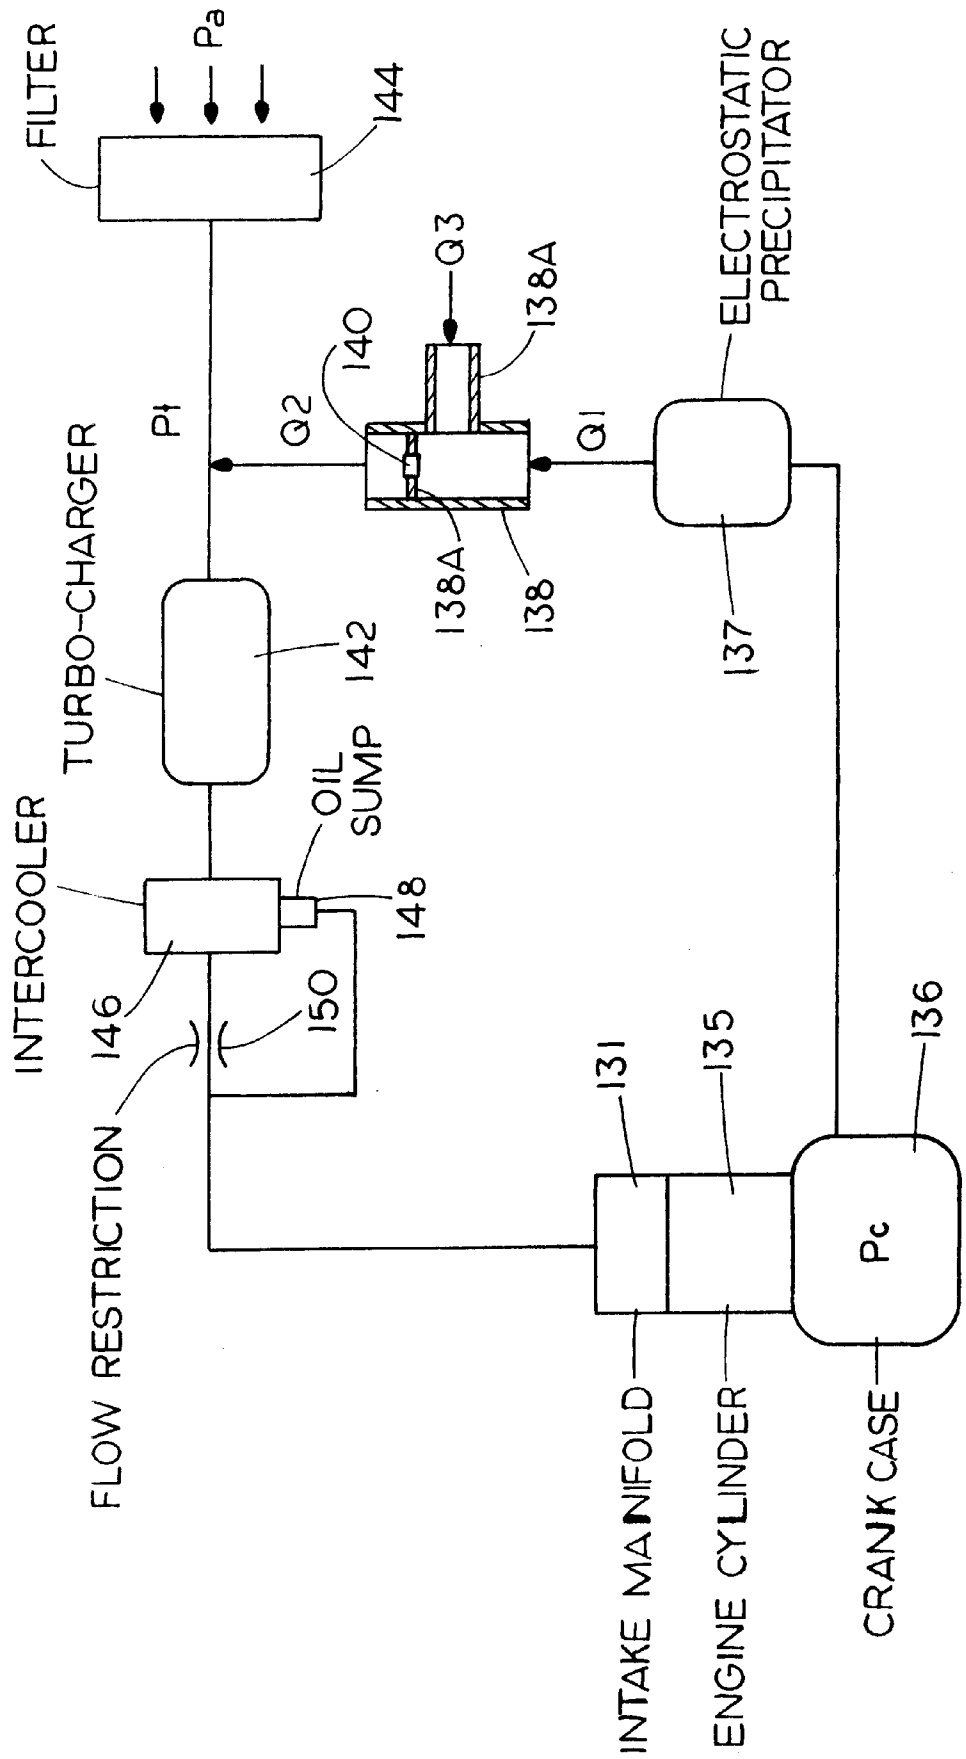 FILTER
Pa
144
Q3
138A
140
Pt
Q2
Q1
ELECTROSTATIC
PRECIPITATOR
TURBO-CHARGER
142
138A
138
137
INTERCOOLER
146
OIL
SUMP
148
150
FLOW RESTRICTION
131
135
136
Pc
INTAKE MANIFOLD
ENGINE CYLINDER
CRANK CASE